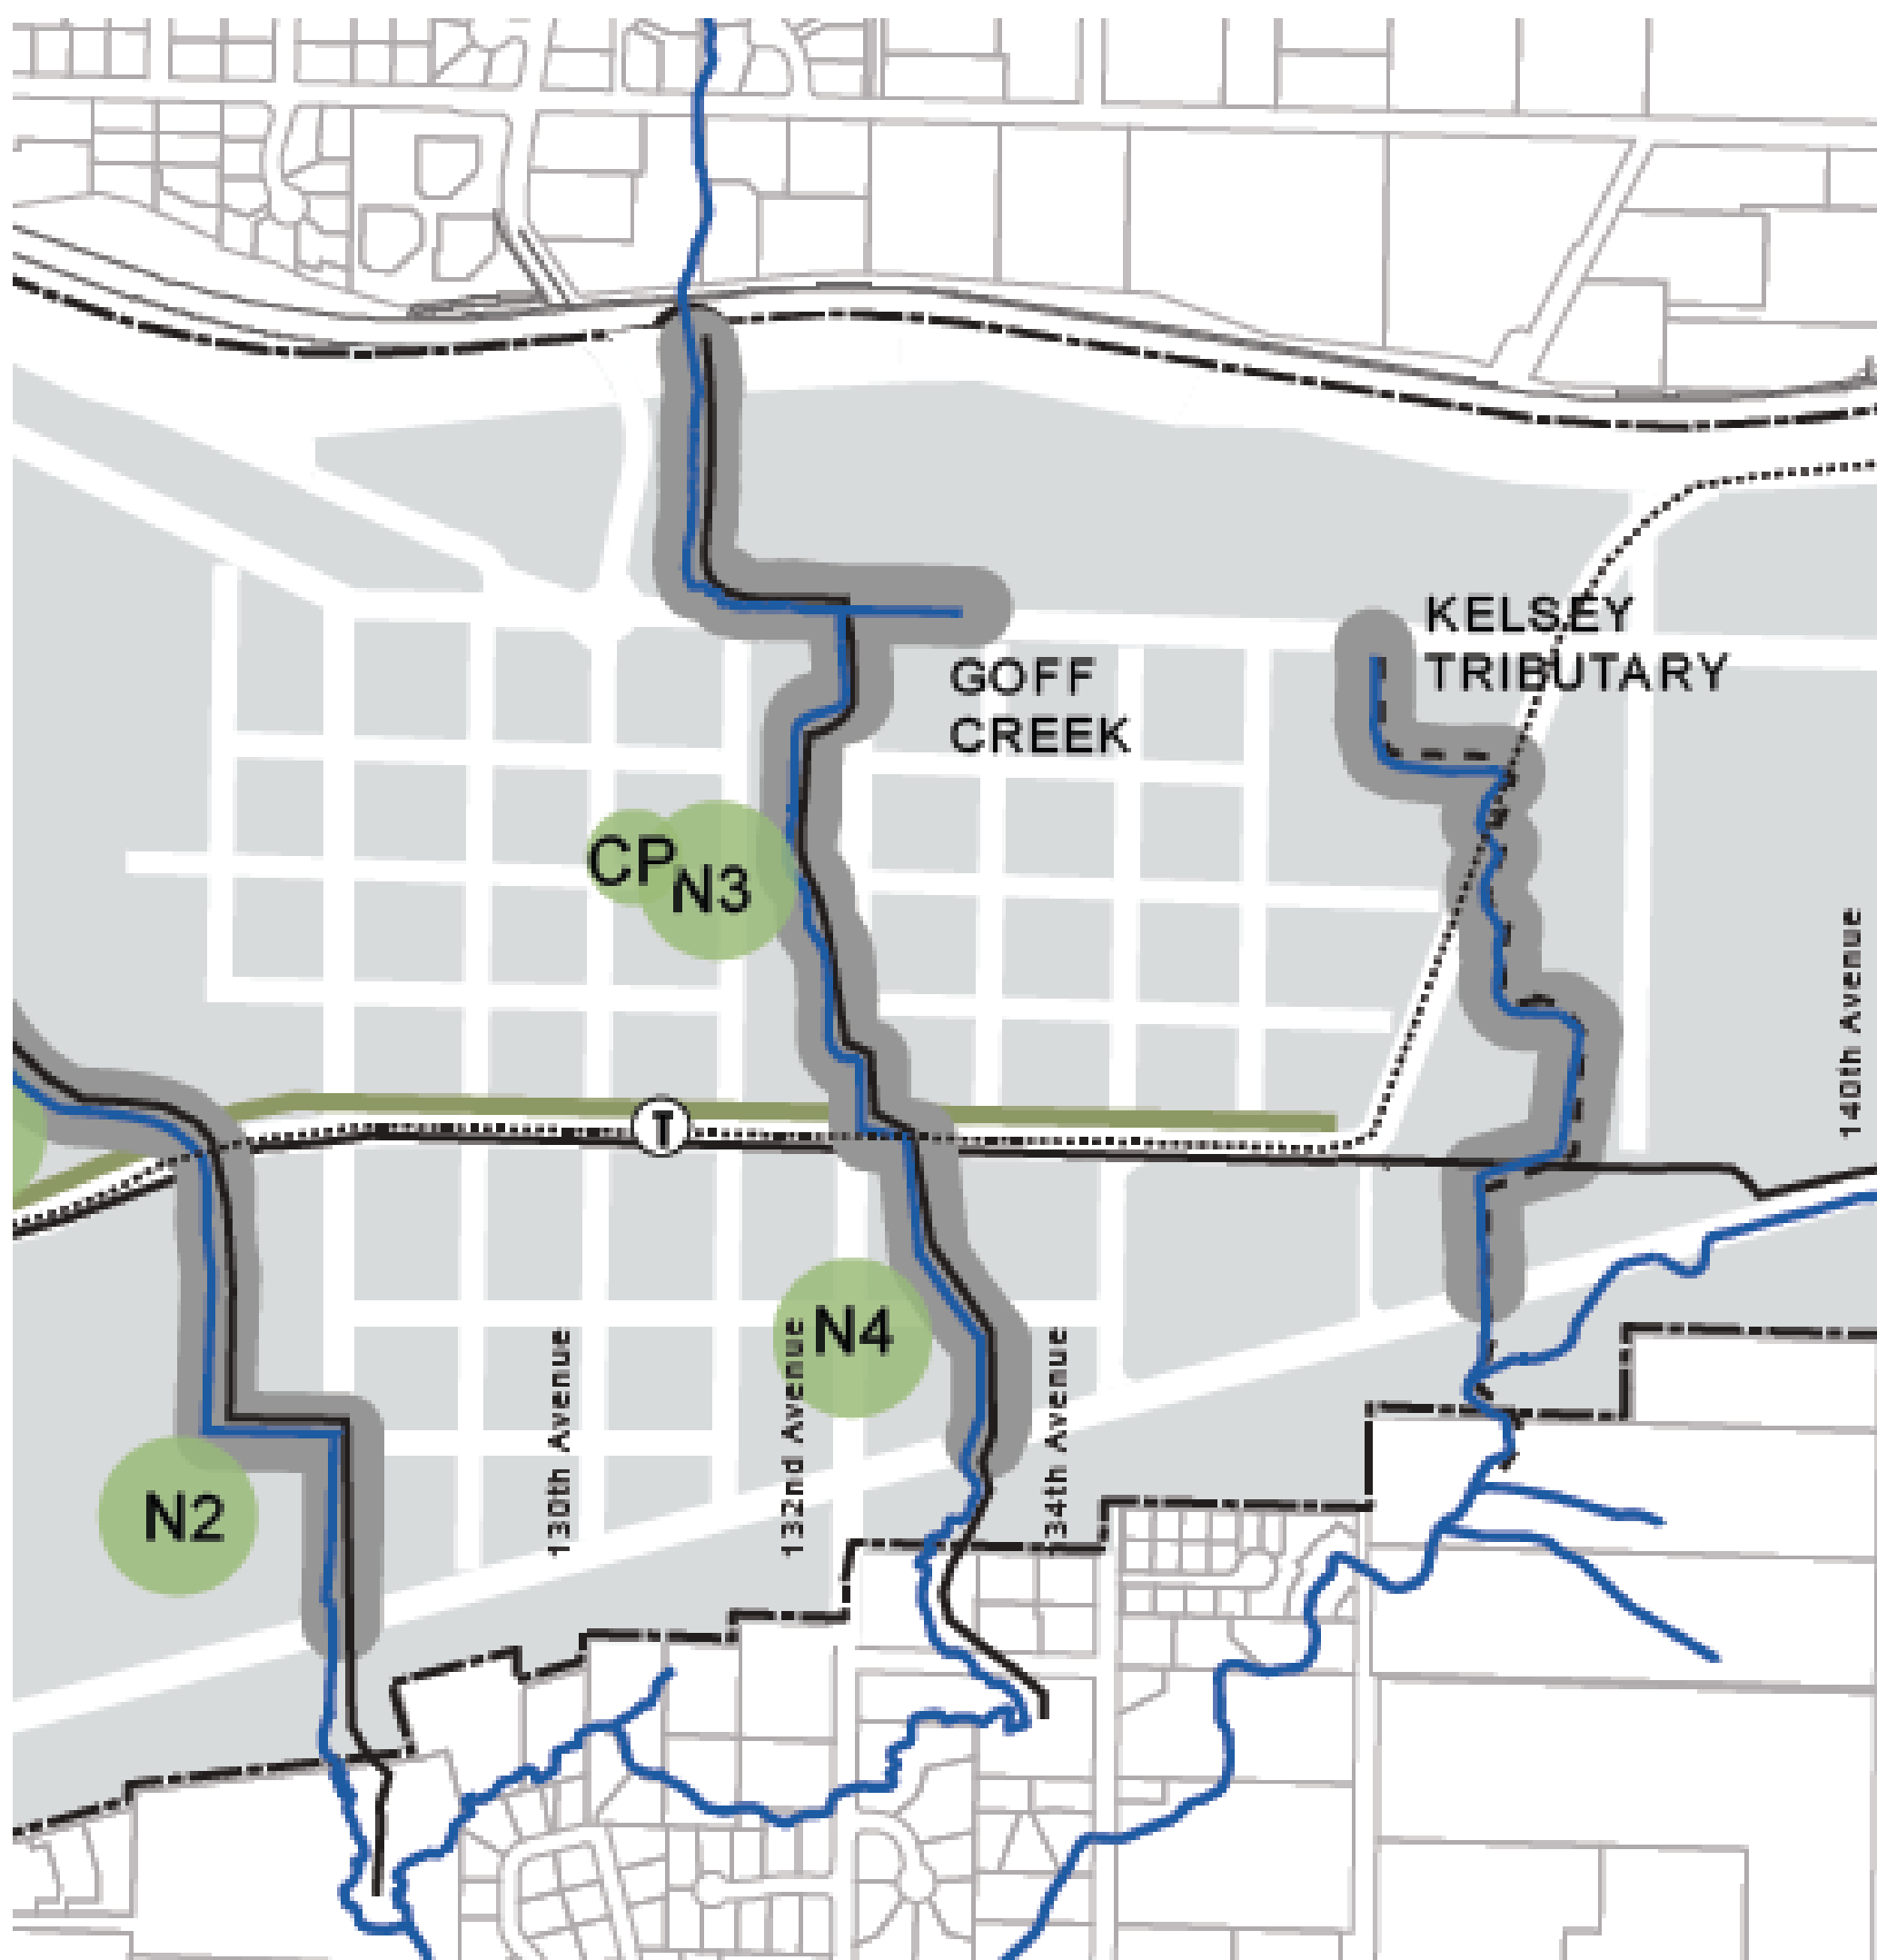 KELSEY
TRIBUTARY
GOFF
CREEK
CP
N3
140th Avenue
T
N4
130th Avenue
132nd Avenue
134th Avenue
N2